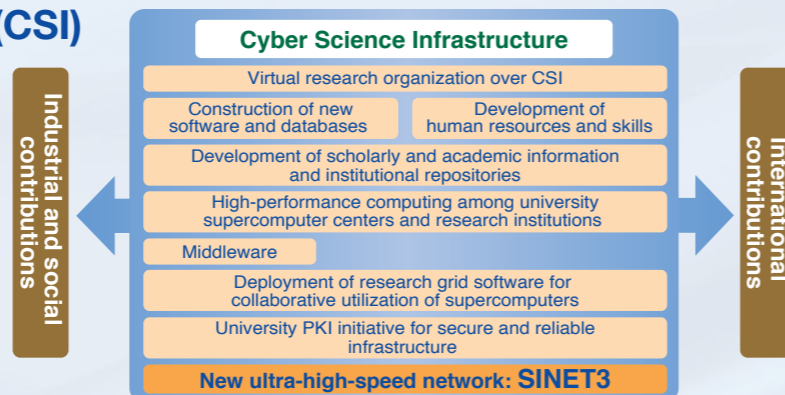 (CSI)
Cyber Science Infrastructure
Industrial and social
contributions
Virtual research organization over CSI
Construction of new
software and databases
Development of
human resources and skills
Development of scholarly and academic information
and institutional repositories
High-performance computing among university
supercomputer centers and research institutions
Middleware
Deployment of research grid software for
collaborative utilization of supercomputers
University PKI initiative for secure and reliable
infrastructure
New ultra-high-speed network: SINET3
International
contributions